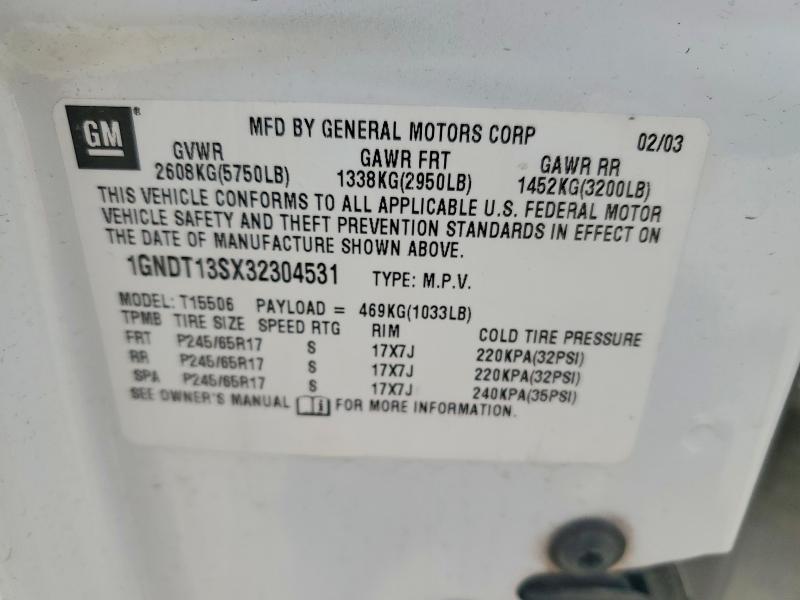 GM
MFD BY GENERAL MOTORS CORP 02/03
GVWR GAWR FRT GAWR RR
2608KG(5750LB) 1338KG(2950LB) 1452KG(3200LB)
THIS VEHICLE CONFORMS TO ALL APPLICABLE U.S. FEDERAL MOTOR
VEHICLE SAFETY AND THEFT PREVENTION STANDARDS IN EFFECT ON
THE DATE OF MANUFACTURE SHOWN ABOVE.
1GNDT13SX32304531 TYPE: M.P.V.
MODEL: T15506 PAYLOAD = 469KG(1033LB)
TPMB TIRE SIZE SPEED RTG RIM COLD TIRE PRESSURE
FRT P245/65R17 S 17X7J 220KPA(32PSI)
RR P245/65R17 S 17X7J 220KPA(32PSI)
SPA P245/65R17 S 17X7J 240KPA(35PSI)
SEE OWNER'S MANUAL FOR MORE INFORMATION.